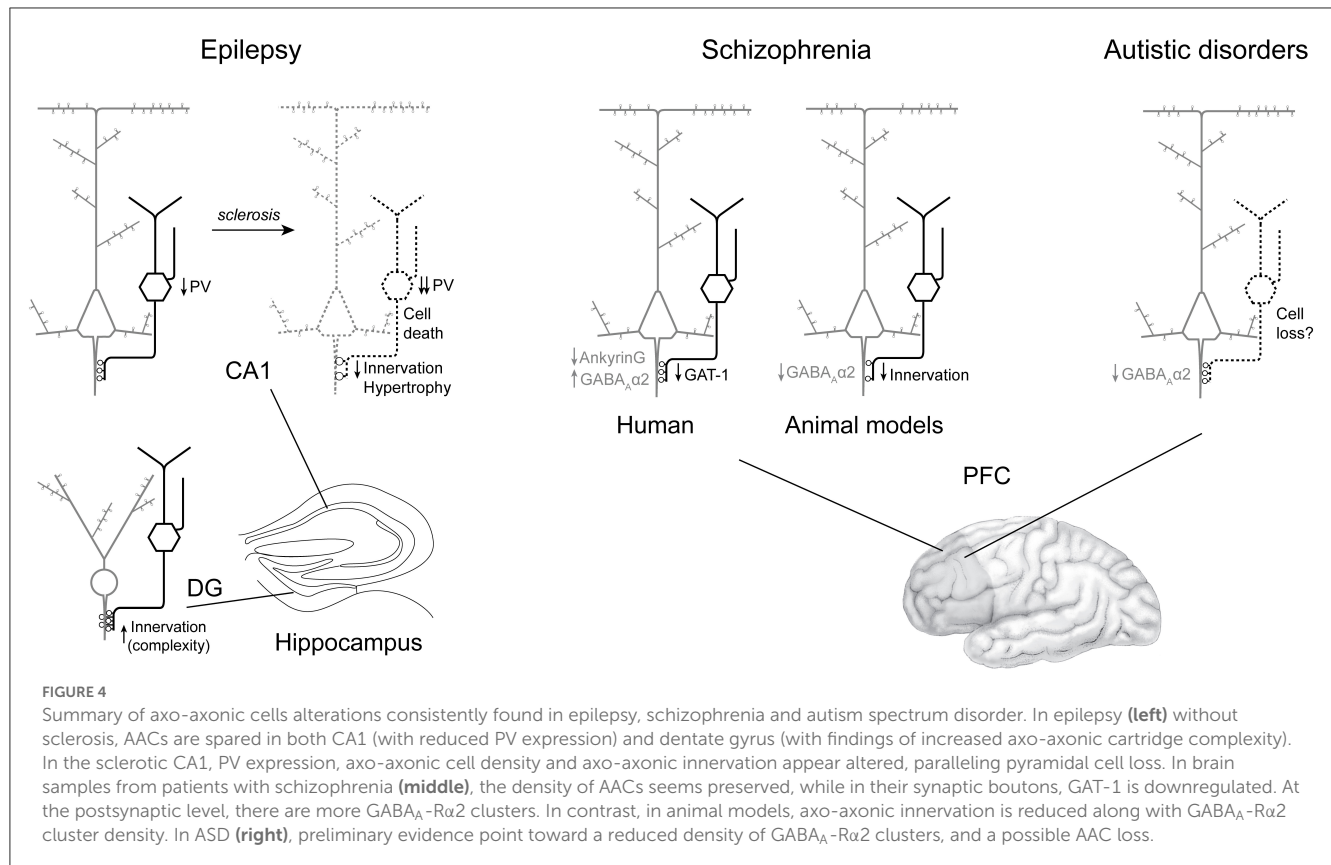 Epilepsy
Schizophrenia
Autistic disorders
sclerosis
↓PV
↓↓PV
Cell
death
↓ Innervation
Hypertrophy
CA1
↓AnkyrinG
↑ GABA_Aα2
↓GAT-1
↓GABA_Aα2
↓ Innervation
Cell
loss?
↓GABA_Aα2
Human
Animal models
PFC
DG
↑ Innervation
(complexity)
Hippocampus
FIGURE 4
Summary of axo-axonic cells alterations consistently found in epilepsy, schizophrenia and autism spectrum disorder. In epilepsy (left) without
sclerosis, AACs are spared in both CA1 (with reduced PV expression) and dentate gyrus (with findings of increased axo-axonic cartridge complexity).
In the sclerotic CA1, PV expression, axo-axonic cell density and axo-axonic innervation appear altered, paralleling pyramidal cell loss. In brain
samples from patients with schizophrenia (middle), the density of AACs seems preserved, while in their synaptic boutons, GAT-1 is downregulated. At
the postsynaptic level, there are more GABA_A-Rα2 clusters. In contrast, in animal models, axo-axonic innervation is reduced along with GABA_A-Rα2
cluster density. In ASD (right), preliminary evidence point toward a reduced density of GABA_A-Rα2 clusters, and a possible AAC loss.